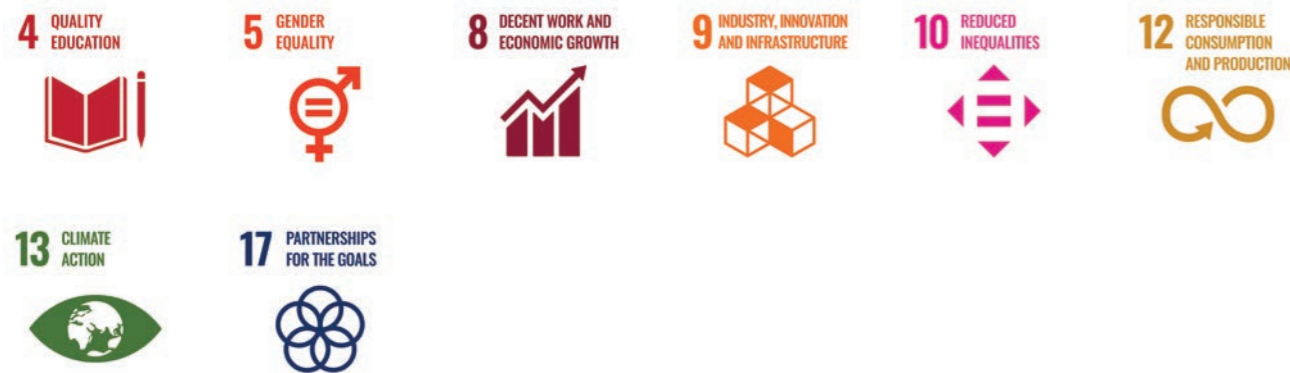 4 QUALITY
EDUCATION
5 GENDER
EQUALITY
8 DECENT WORK AND
ECONOMIC GROWTH
9 INDUSTRY, INNOVATION
AND INFRASTRUCTURE
10 REDUCED
INEQUALITIES
12 RESPONSIBLE
CONSUMPTION
AND PRODUCTION
13 CLIMATE
ACTION
17 PARTNERSHIPS
FOR THE GOALS